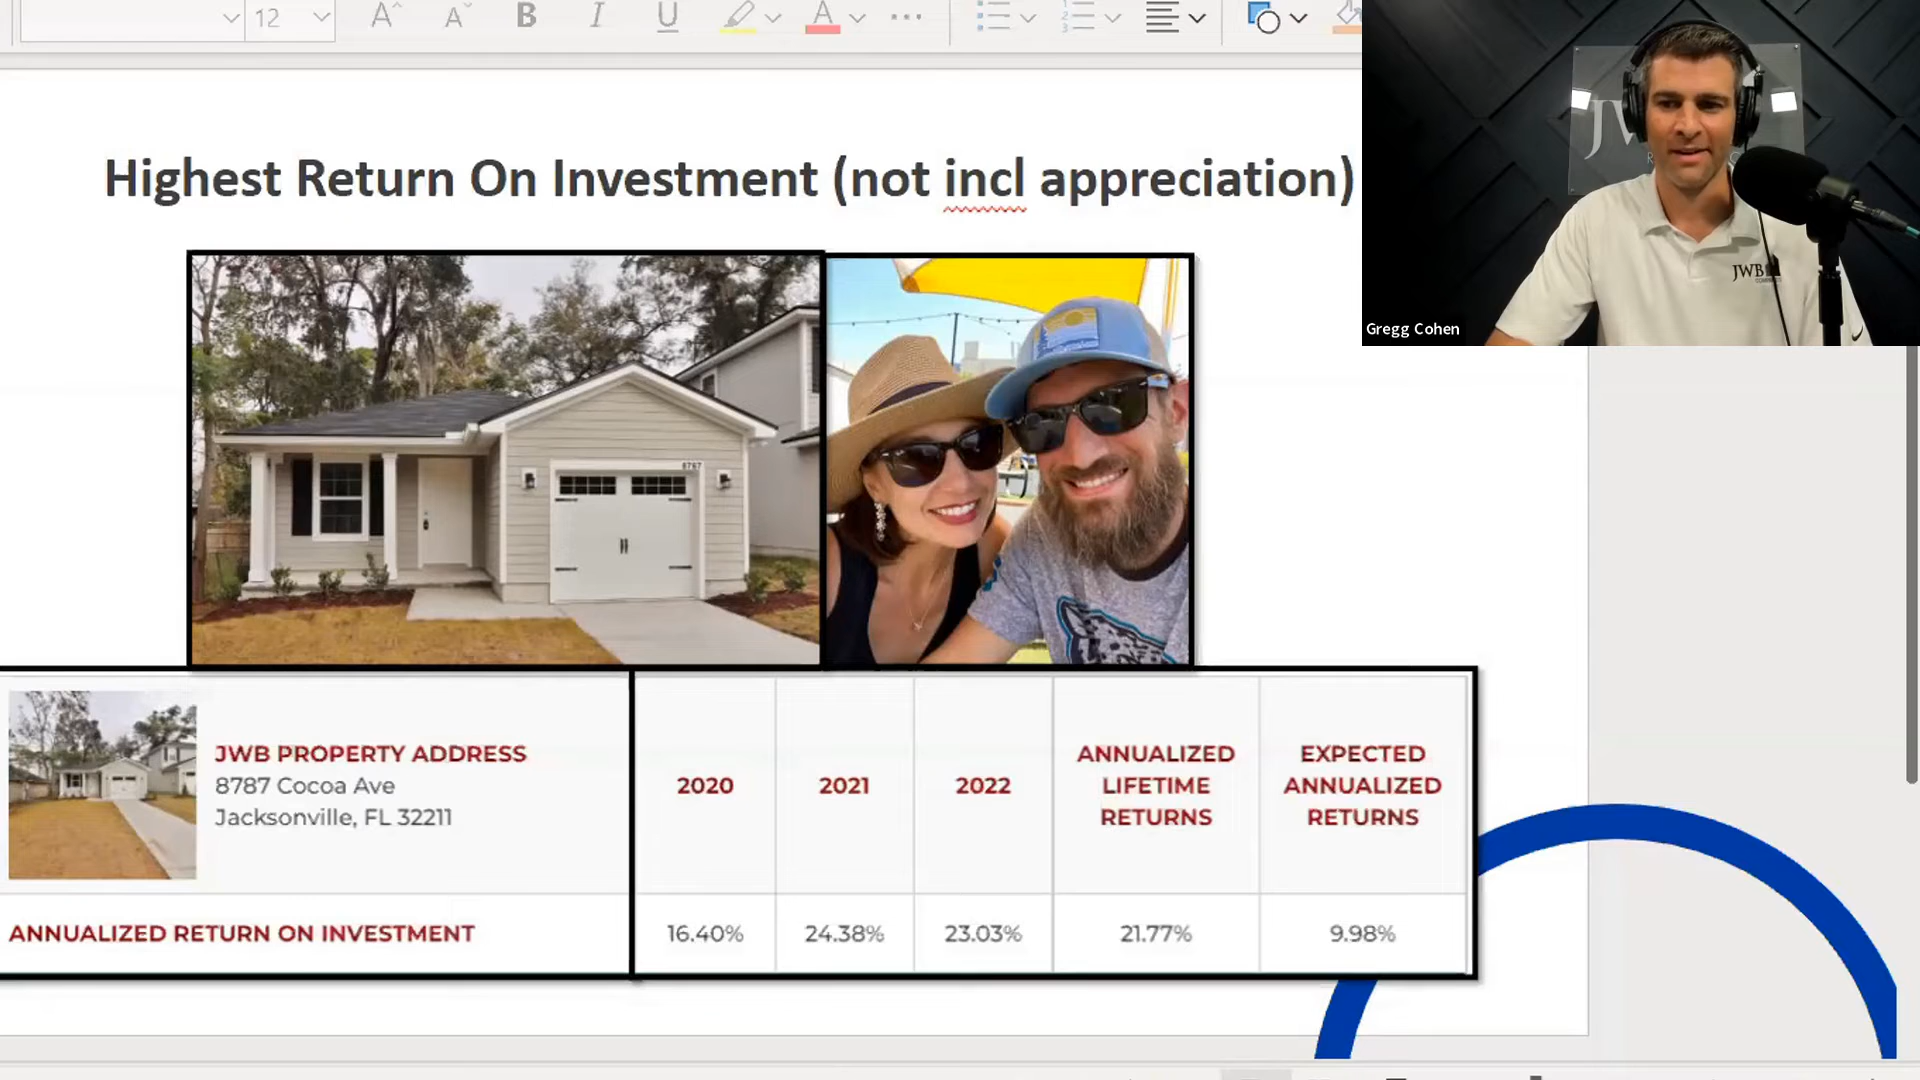 12
A
A
B
I
U
A
Highest Return On Investment (not incl appreciation)
JWB
Gregg Cohen
8787
JWB PROPERTY ADDRESS
8787 Cocoa Ave
Jacksonville, FL 32211
2020
2021
2022
ANNUALIZED
LIFETIME
RETURNS
EXPECTED
ANNUALIZED
RETURNS
ANNUALIZED RETURN ON INVESTMENT
16.40%
24.38%
23.03%
21.77%
9.98%